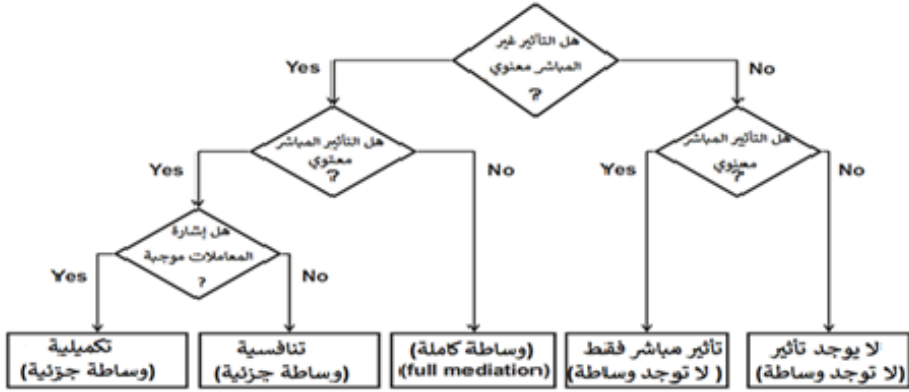 هل التأثير غير
المباشر معنوي
?
Yes
No
هل التأثير المباشر
معنوي
?
هل التأثير المباشر
معنوي
?
Yes
No
Yes
No
هل إشارة
المعاملات موجبة
?
Yes
No
تكميلية
(وساطة جزئية)
تنافسية
(وساطة جزئية)
(وساطة كاملة)
(full mediation)
تأثير مباشر فقط
(لا توجد وساطة)
لا يوجد تأثير
(لا توجد وساطة)